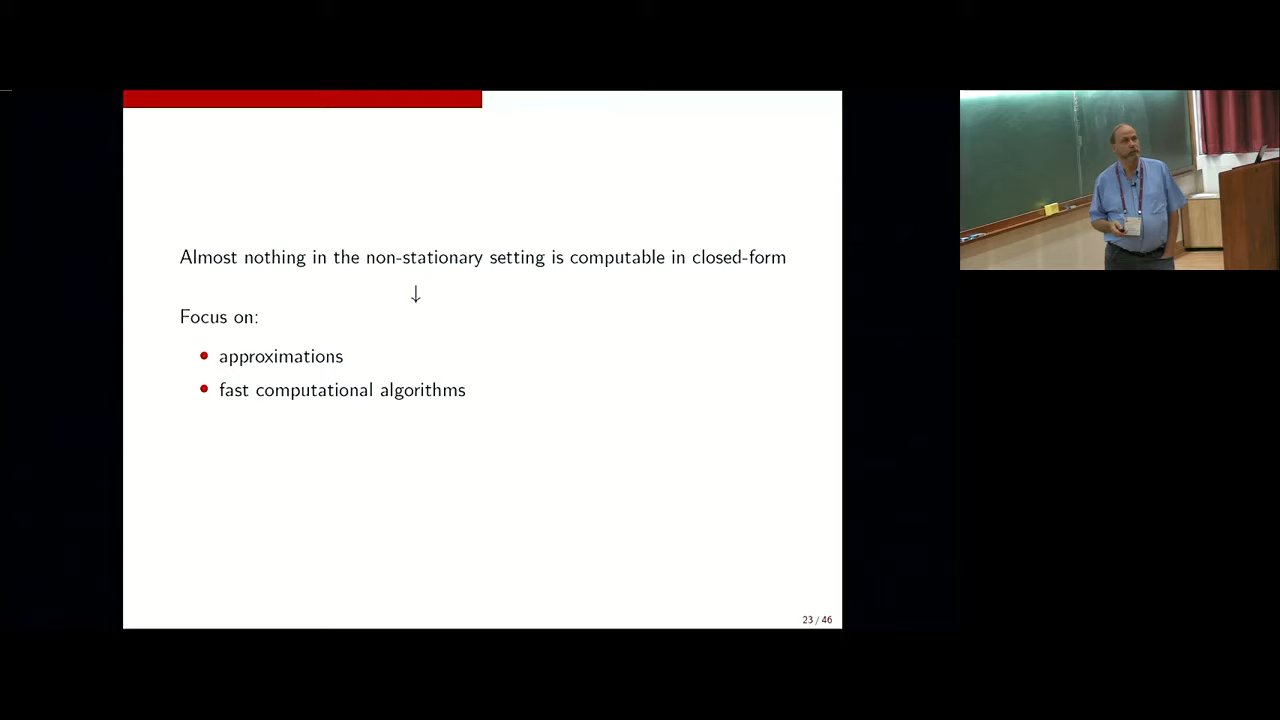 Almost nothing in the non-stationary setting is computable in closed-form
↓
Focus on:
• approximations
• fast computational algorithms
23 / 46